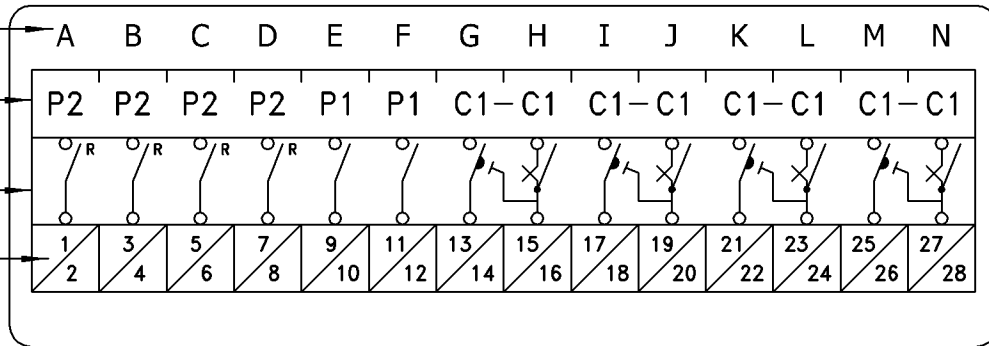 A B C D E F G H I J K L M N
P2 P2 P2 P2 P1 P1 C1-C1 C1-C1 C1-C1 C1-C1
R R R R
1 3 5 7 9 11 13 15 17 19 21 23 25 27
2 4 6 8 10 12 14 16 18 20 22 24 26 28